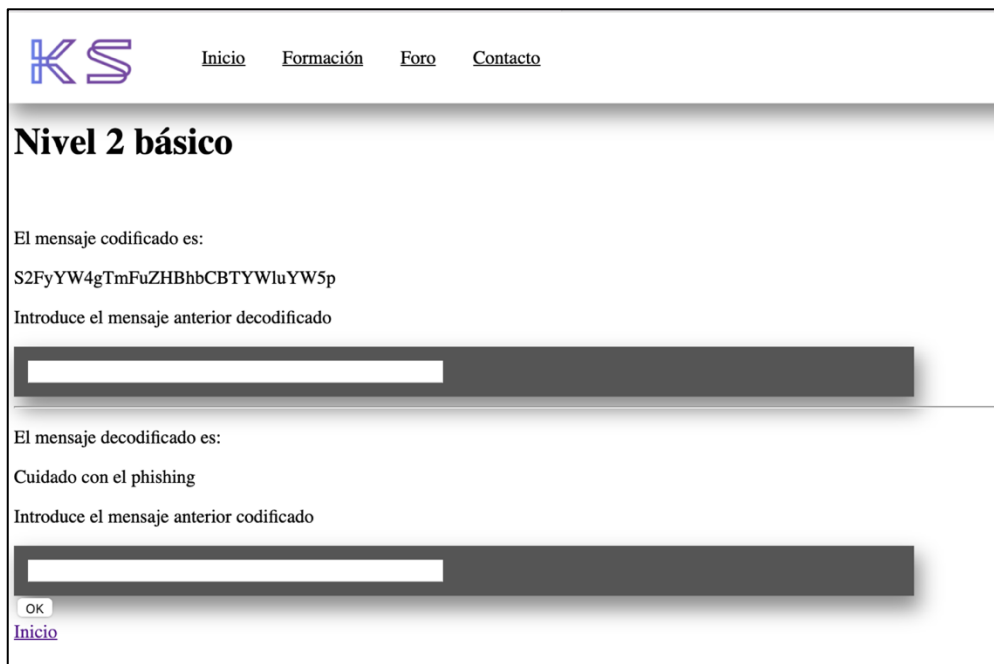 KS
Inicio Formación Foro Contacto
Nivel 2 básico
El mensaje codificado es:
S2FyYW4gTmFuZHBhbCBTYWluYW5p
Introduce el mensaje anterior decodificado
El mensaje decodificado es:
Cuidado con el phishing
Introduce el mensaje anterior codificado
OK
Inicio